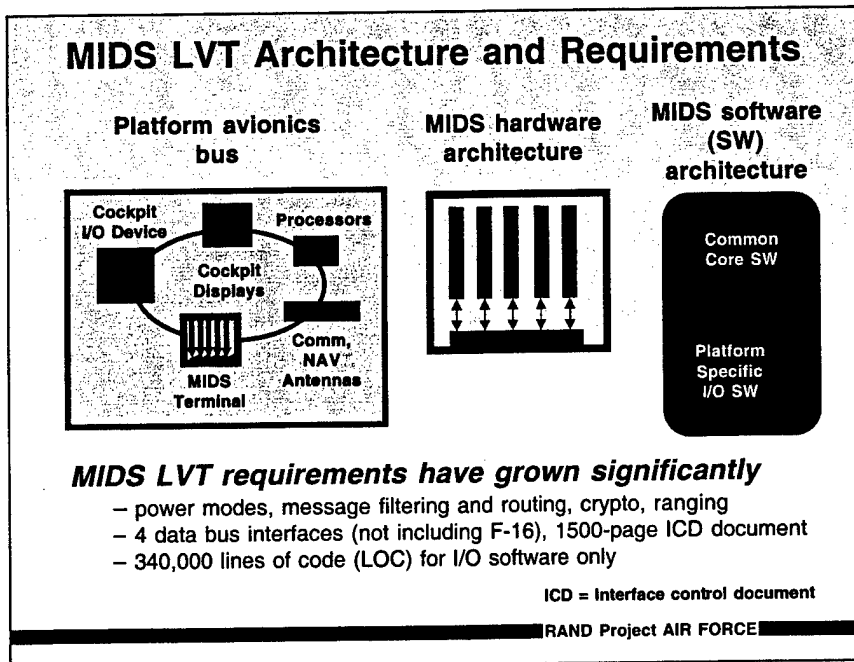 MIDS LVT Architecture and Requirements
Platform avionics
bus
MIDS hardware
architecture
MIDS software
(SW)
architecture
Cockpit
I/O Device
Processors
Cockpit
Displays
Comm,
NAV
Antennas
MIDS
Terminal
Common
Core SW
Platform
Specific
I/O SW
MIDS LVT requirements have grown significantly
– power modes, message filtering and routing, crypto, ranging
– 4 data bus interfaces (not including F-16), 1500-page ICD document
– 340,000 lines of code (LOC) for I/O software only
ICD = Interface control document
RAND Project AIR FORCE